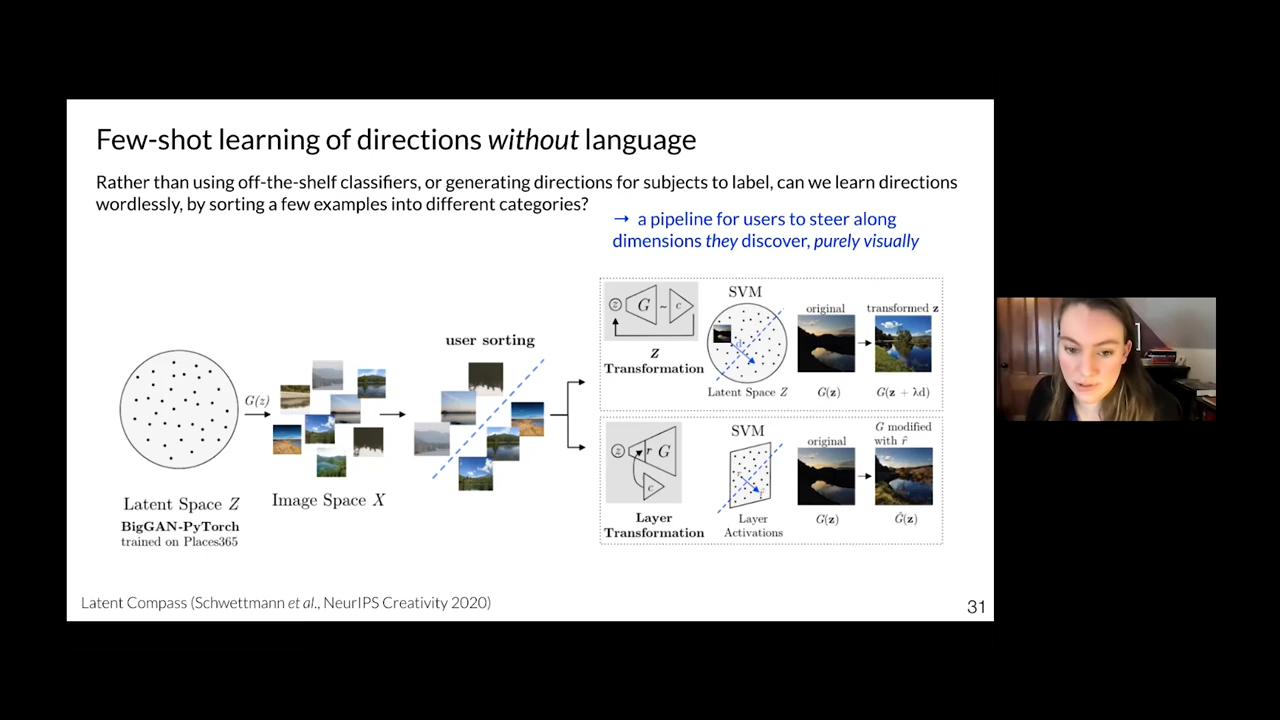 Few-shot learning of directions without language
Rather than using off-the-shelf classifiers, or generating directions for subjects to label, can we learn directions
wordlessly, by sorting a few examples into different categories?
→ a pipeline for users to steer along
dimensions they discover, purely visually
Latent Space Z
BigGAN-PyTorch
trained on Places365
G(z)
Image Space X
user sorting
z G ~ c
Z
Transformation
SVM
d
Latent Space Z
original
G(z)
transformed z
G(z + λd)
z r G
c
Layer
Transformation
SVM
Layer
Activations
original
G(z)
G modified
with r̂
Ĝ(z)
Latent Compass (Schwettmann et al., NeurIPS Creativity 2020)
31